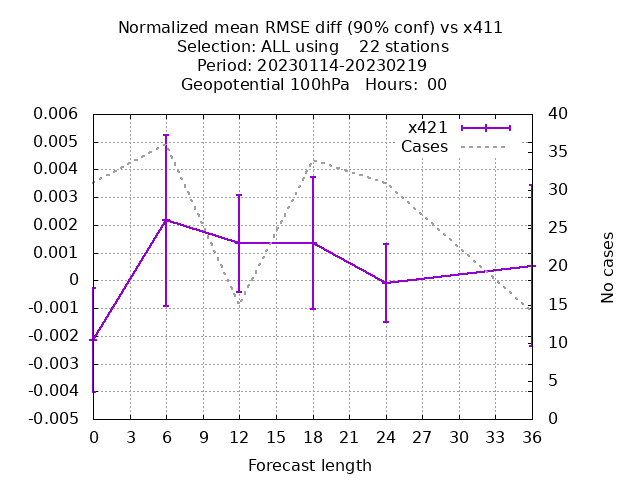 Normalized mean RMSE diff (90% conf) vs x411
Selection: ALL using    22 stations
Period: 20230114-20230219
Geopotential 100hPa   Hours:  00
x421
Cases
0.006
0.005
0.004
0.003
0.002
0.001
0
-0.001
-0.002
-0.003
-0.004
-0.005
40
35
30
25
20
15
10
5
0
No cases
0 3 6 9 12 15 18 21 24 27 30 33 36
Forecast length